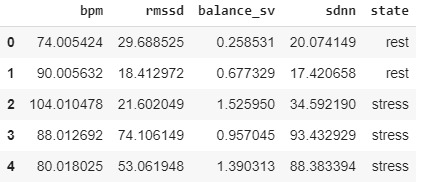 bpm rmssd balance_sv sdnn state
0 74.005424 29.688525 0.258531 20.074149 rest
1 90.005632 18.412972 0.677329 17.420658 rest
2 104.010478 21.602049 1.525950 34.592190 stress
3 88.012692 74.106149 0.957045 93.432929 stress
4 80.018025 53.061948 1.390313 88.383394 stress